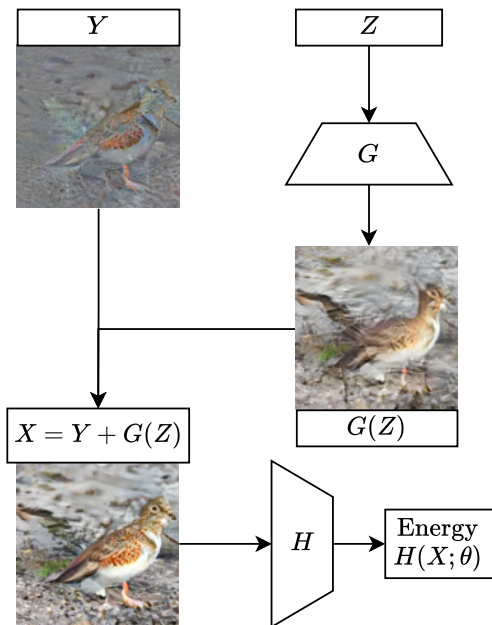 Y
Z
G
G(Z)
X = Y + G(Z)
H
Energy
H(X; θ)